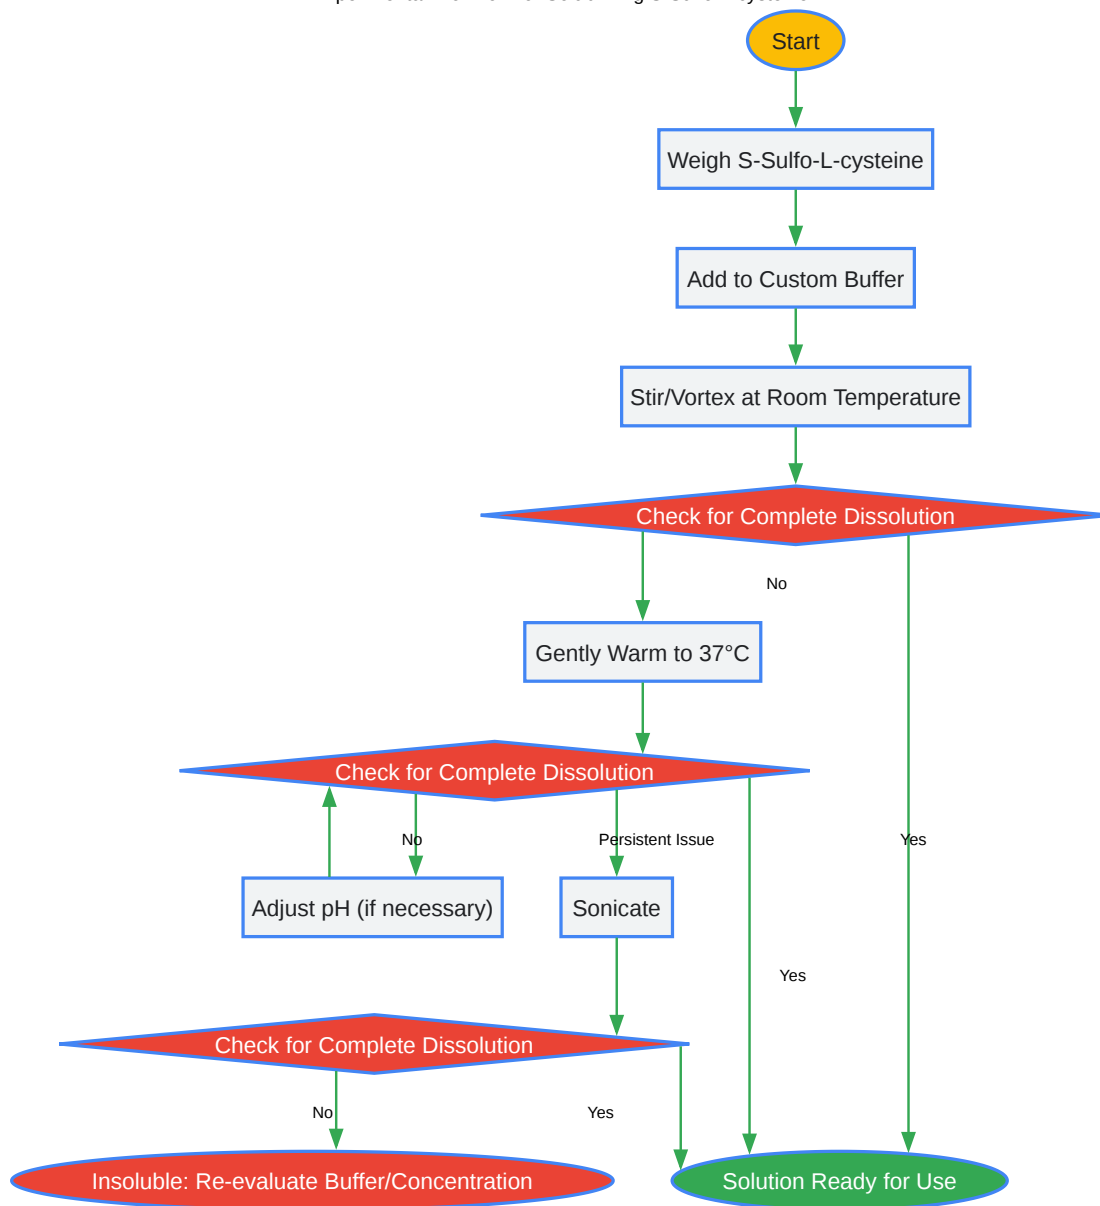 Start
Weigh S-Sulfo-L-cysteine
Add to Custom Buffer
Stir/Vortex at Room Temperature
Check for Complete Dissolution
No
Gently Warm to 37°C
Check for Complete Dissolution
No
Persistent Issue
Yes
Adjust pH (if necessary)
Sonicate
Yes
Check for Complete Dissolution
No
Yes
Insoluble: Re-evaluate Buffer/Concentration
Solution Ready for Use